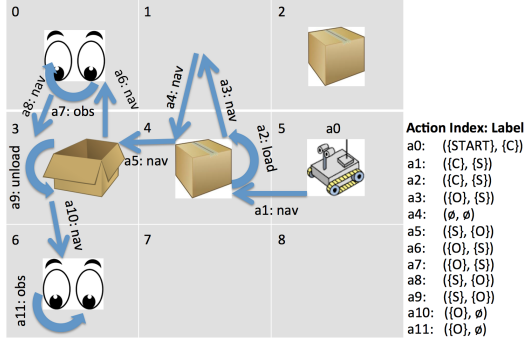 0
1
2
a8: nav
a7: obs
a6: nav
a4: nav
a3: nav
3
4
5
a0
a9: unload
a5: nav
a2: load
a1: nav
a10: nav
6
7
8
a11: obs
Action Index: Label
a0: ({START}, {C})
a1: ({C}, {S})
a2: ({C}, {S})
a3: ({O}, {S})
a4: (ø, ø)
a5: ({S}, {O})
a6: ({O}, {S})
a7: ({O}, {S})
a8: ({S}, {O})
a9: ({S}, {O})
a10: ({O}, ø)
a11: ({O}, ø)